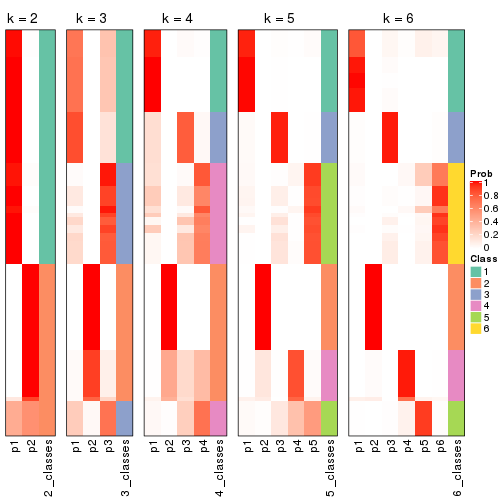 k = 2
k = 3
k = 4
k = 5
k = 6
Prob
1
0.8
0.6
0.4
0.2
0
Class
1
2
3
4
5
6
p1
p2
2_classes
p1
p2
p3
3_classes
p1
p2
p3
p4
4_classes
p1
p2
p3
p4
p5
5_classes
p1
p2
p3
p4
p5
p6
6_classes